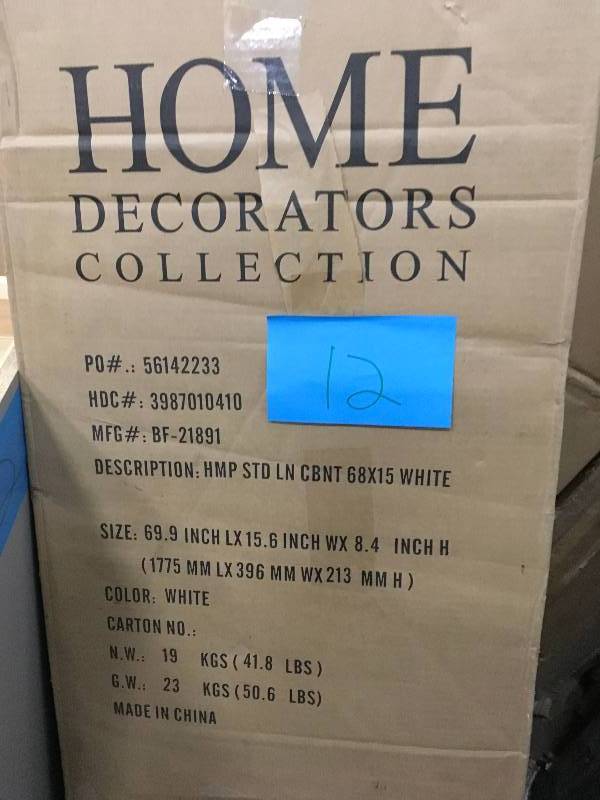 HOME
DECORATORS
COLLECTION
12
PO#.: 56142233
HDC#: 3987010410
MFG#: BF-21891
DESCRIPTION: HMP STD LN CBNT 68X15 WHITE
SIZE: 69.9 INCH LX 15.6 INCH WX 8.4 INCH H
(1775 MM LX 396 MM WX 213 MM H)
COLOR: WHITE
CARTON NO.:
N.W.: 19 KGS (41.8 LBS)
G.W.: 23 KGS (50.6 LBS)
MADE IN CHINA